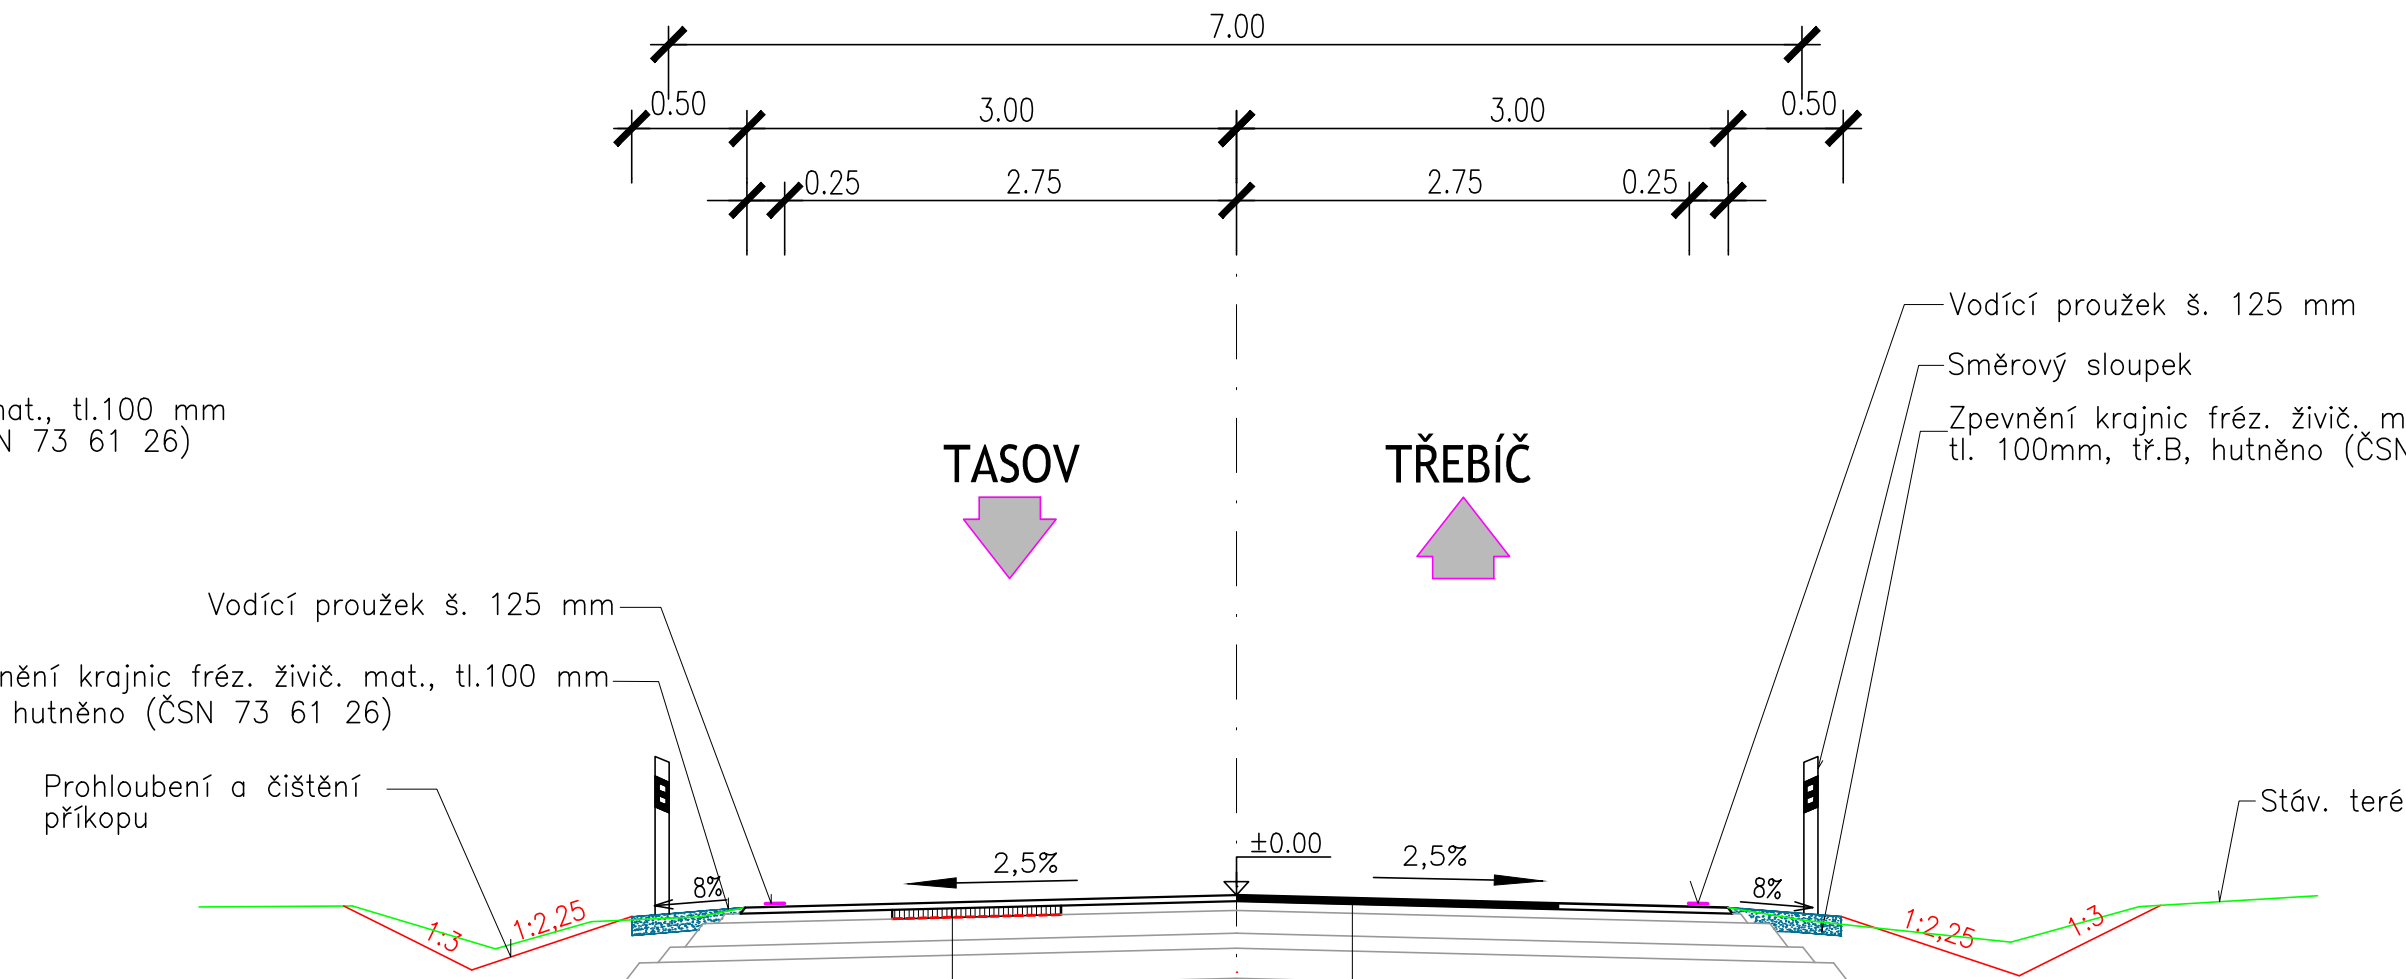 7.00
0.50 3.00 3.00 0.50
0.25 2.75 2.75 0.25
Vodící proužek š. 125 mm
Směrový sloupek
mat., tl.100 mm
73 61 26)
Zpevnění krajnic fréz. živič.
tl. 100mm, tř.B, hutněno (ČSN
TASOV TŘEBÍČ
Vodící proužek š. 125 mm
krajnic fréz. živič. mat., tl.100 mm
hutněno (ČSN 73 61 26)
Prohloubení a čištění
příkopu
Stáv.
±0.00
2,5% 2,5%
8% 8%
1:3 1:2,25 1:2,25 1:3